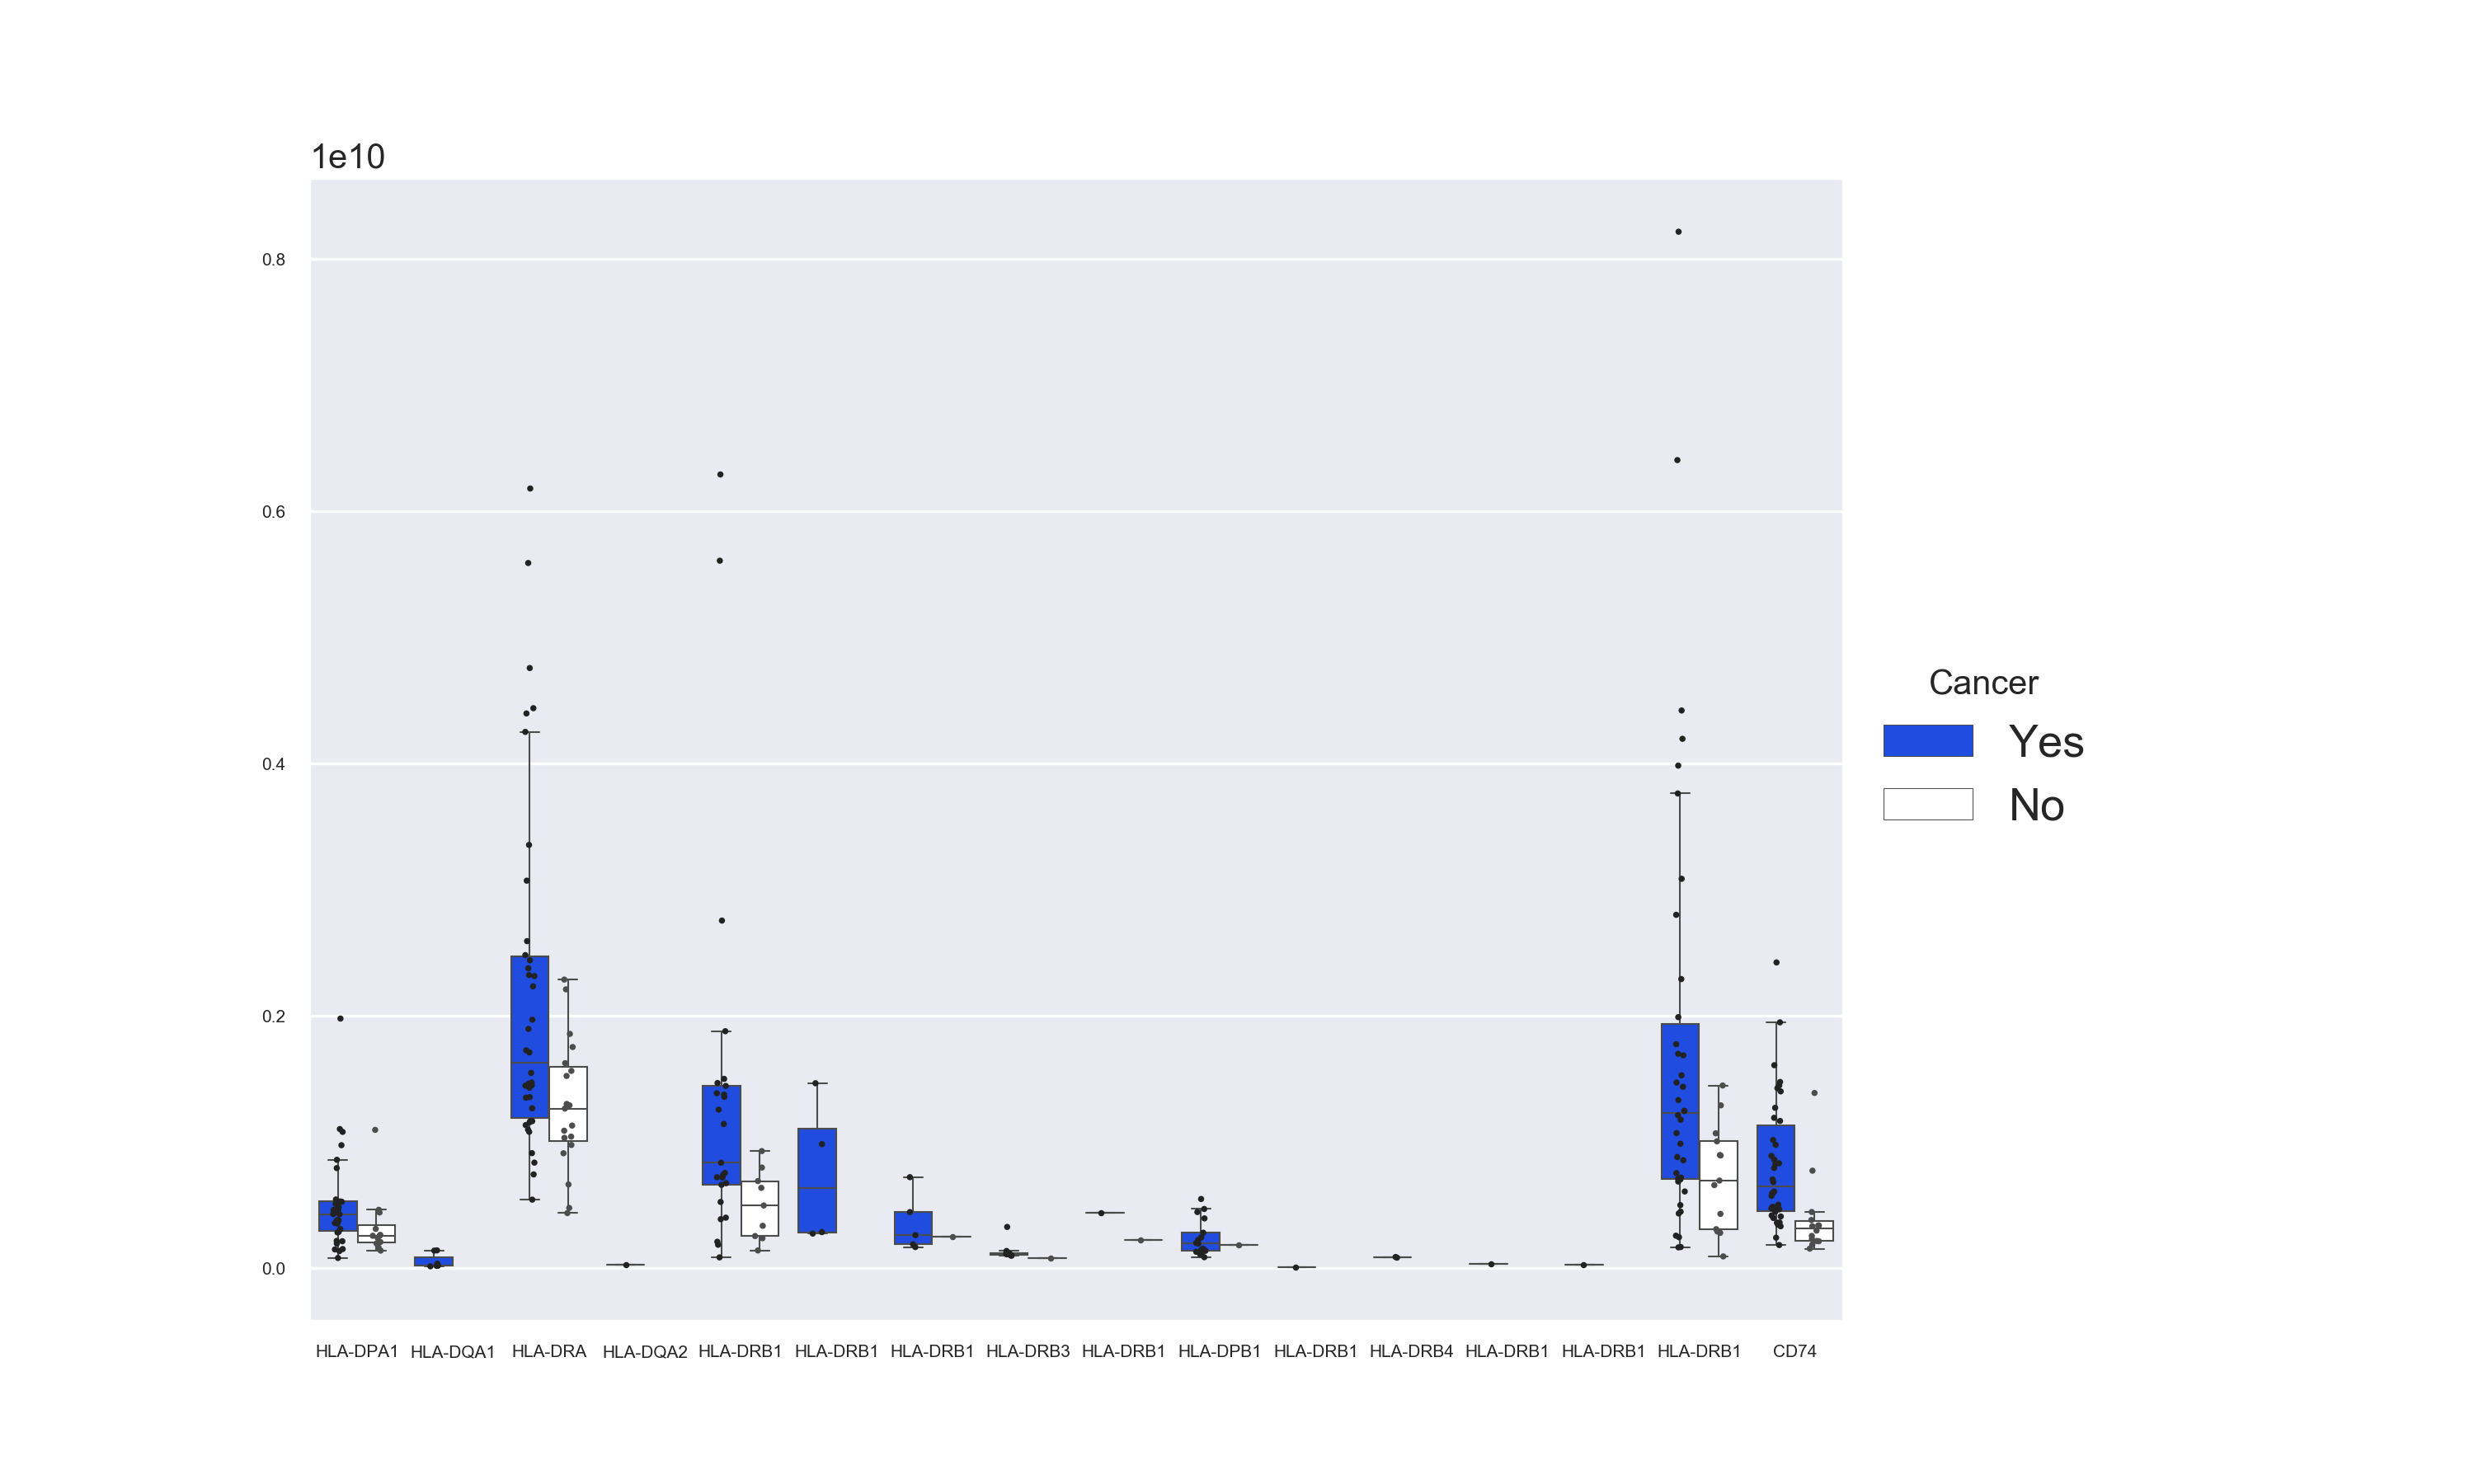 1e10
0.8
0.6
0.4
0.2
0.0
HLA-DPA1 HLA-DQA1 HLA-DRA HLA-DQA2 HLA-DRB1 HLA-DRB1 HLA-DRB1 HLA-DRB3 HLA-DRB1 HLA-DPB1 HLA-DRB1 HLA-DRB4 HLA-DRB1 HLA-DRB1 HLA-DRB1 CD74
Cancer
Yes
No